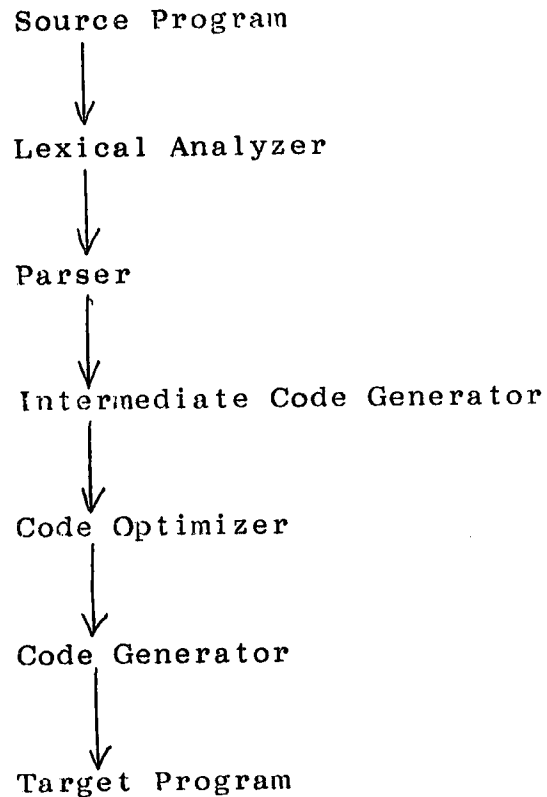 Source Program
Lexical Analyzer
Parser
Intermediate Code Generator
Code Optimizer
Code Generator
Target Program